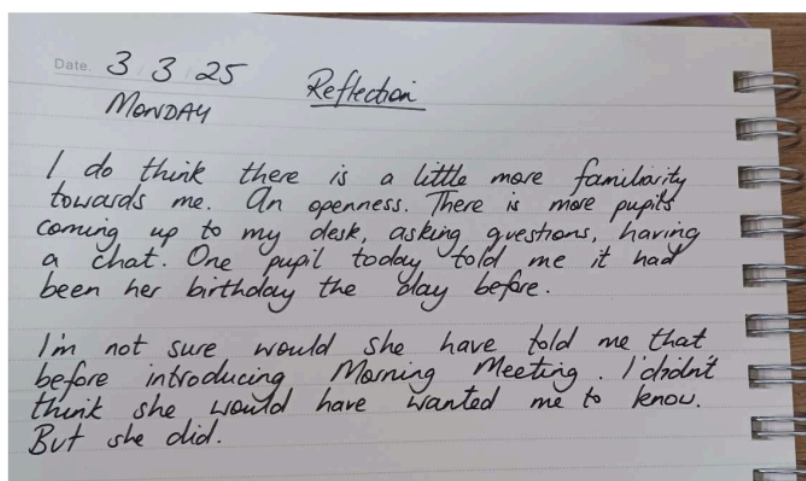 Date. 3 3 25
Reflection
MONDAY
I do think there is a little more familiarity
towards me. An openness. There is more pupils
coming up to my desk, asking questions, having
a chat. One pupil today told me it had
been her birthday the day before.
I'm not sure would she have told me that
before introducing Morning Meeting. I didn't
think she would have wanted me to know.
But she did.